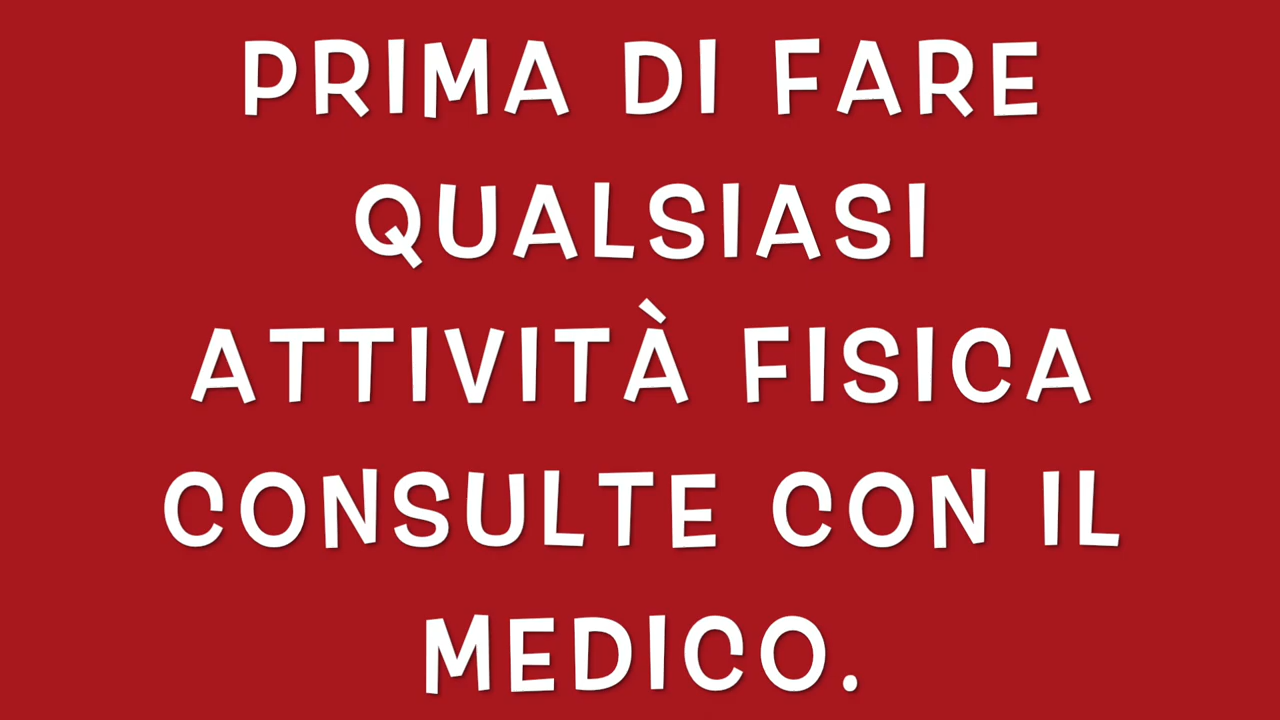 PRIMA DI FARE
QUALSIASI
ATTIVITÀ FISICA
CONSULTE CON IL
MEDICO.